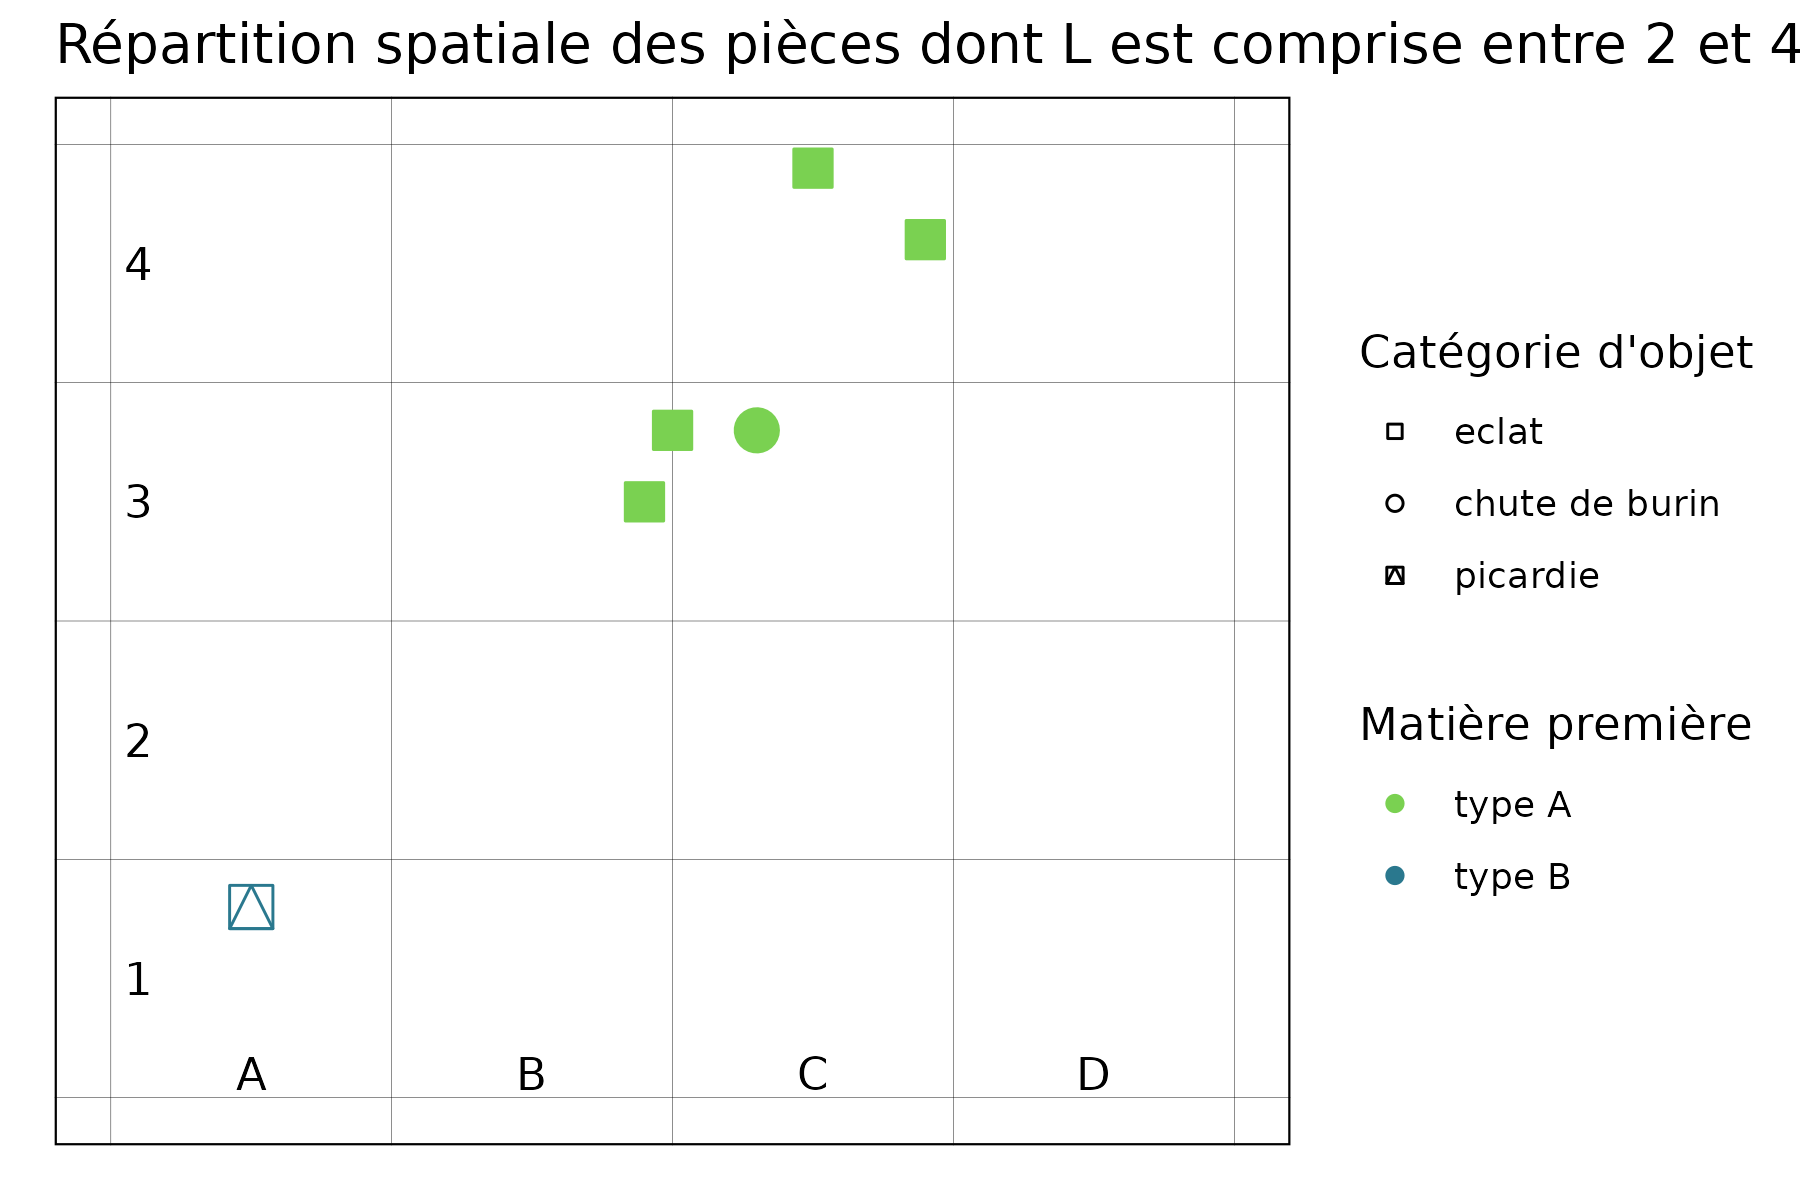 Répartition spatiale des pièces dont L est comprise entre 2 et 4
4
3
2
1
A B C D
Catégorie d'objet
eclat
chute de burin
picardie
Matière première
type A
type B